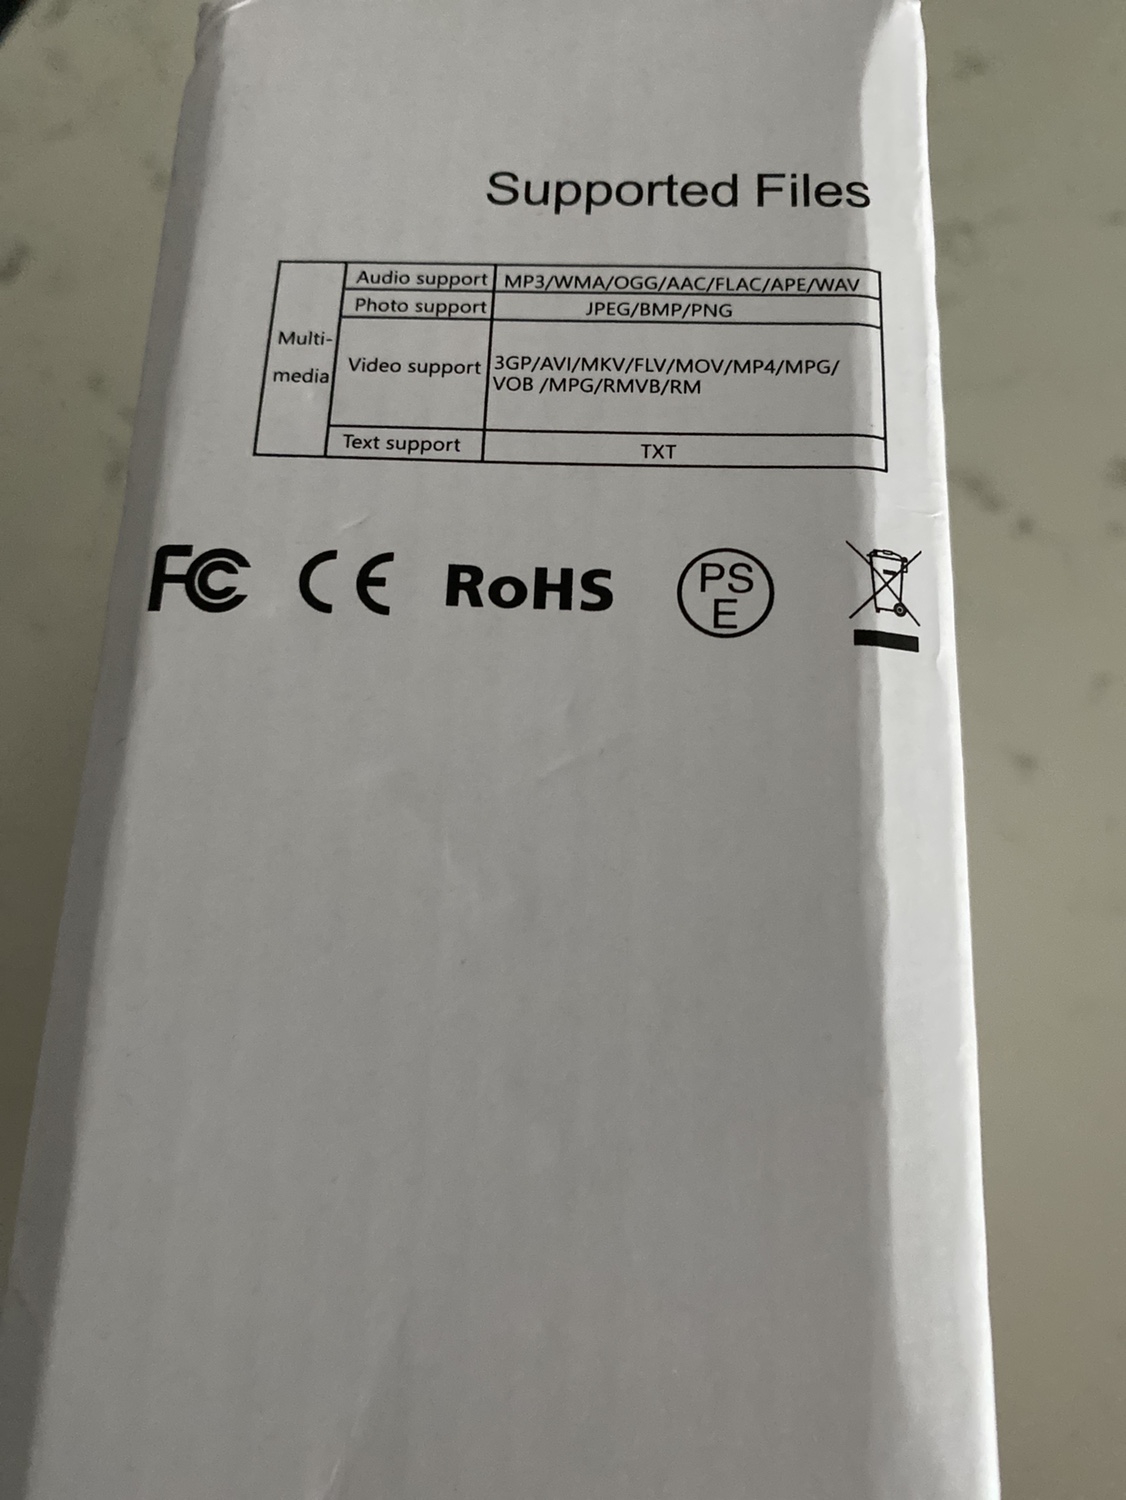 Supported Files
Multi-
media
Audio support MP3/WMA/OGG/AAC/FLAC/APE/WAV
Photo support JPEG/BMP/PNG
Video support 3GP/AVI/MKV/FLV/MOV/MP4/MPG/
VOB /MPG/RMVB/RM
Text support TXT
FC CE RoHS PS
E